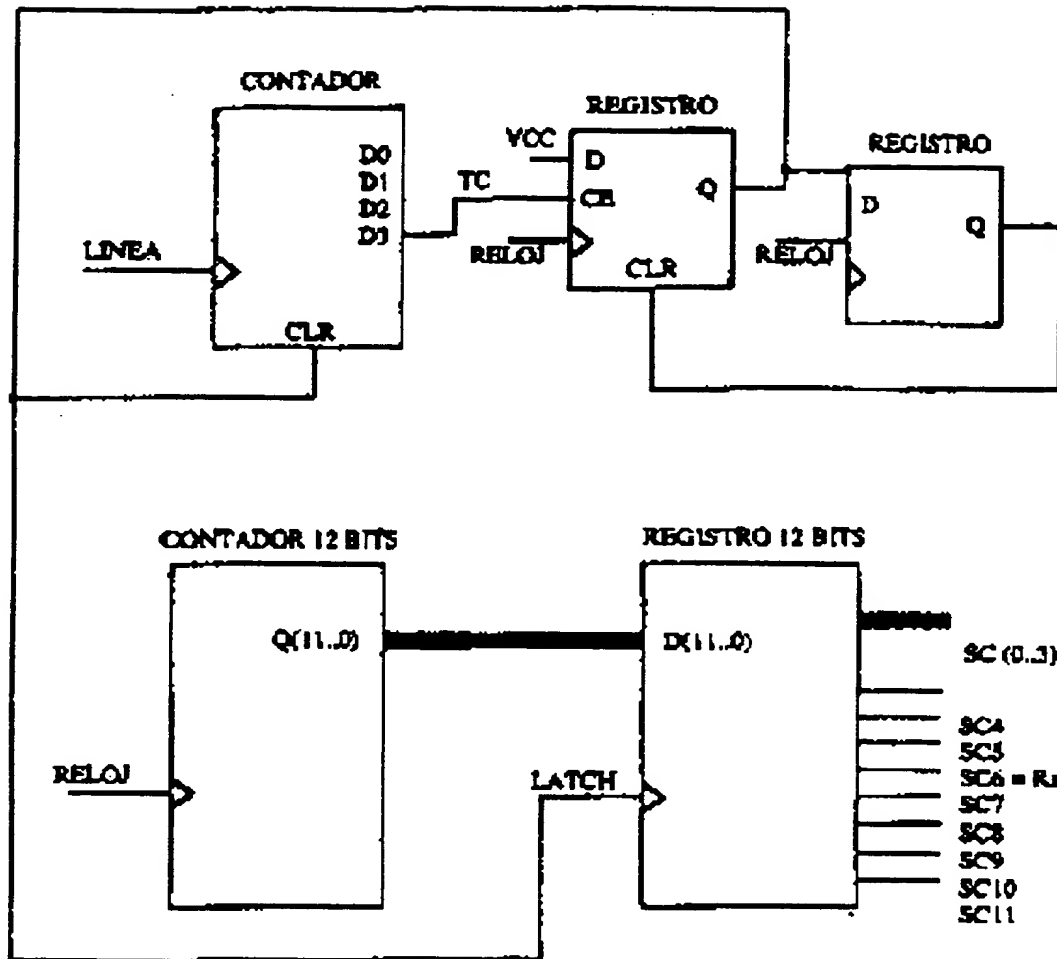 CONTADOR
D0
D1
D2
D3
LINEA
CLR
TC
REGISTRO
VCC
D
CE
Q
RELOJ
CLR
REGISTRO
D
Q
RELOJ
CONTADOR 12 BITS
Q(11..0)
RELOJ
REGISTRO 12 BITS
D(11..0)
LATCH
SC (0..3)
SC4
SC5
SC6 =
SC7
SC8
SC9
SC10
SC11